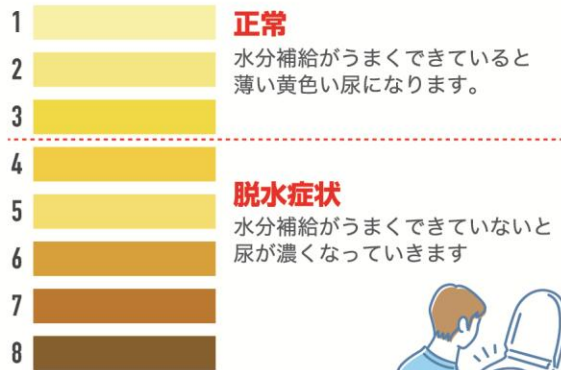 1
正常
水分補給がうまくできていると
2
薄い黄色い尿になります。
3
4
脱水症状
5
水分補給がうまくできていないと
6
尿が濃くなっていきます
7
8